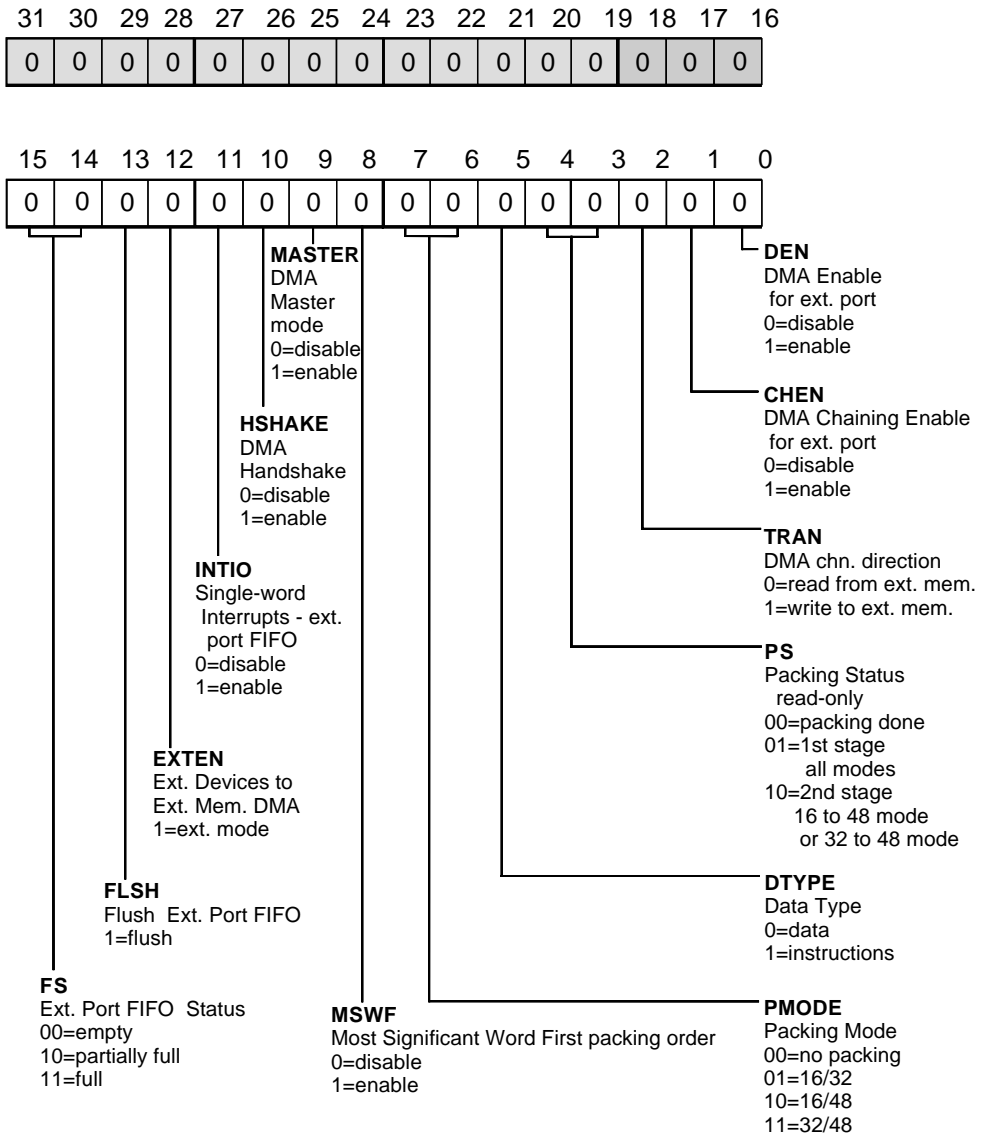 31 30 29 28 27 26 25 24 23 22 21 20 19 18 17 16
0 0 0 0 0 0 0 0 0 0 0 0 0 0 0 0
15 14 13 12 11 10 9 8 7 6 5 4 3 2 1 0
0 0 0 0 0 0 0 0 0 0 0 0 0 0 0 0
MASTER
DMA
Master
mode
0=disable
1=enable
HSHAKE
DMA
Handshake
0=disable
1=enable
INTIO
Single-word
Interrupts - ext.
port FIFO
0=disable
1=enable
EXTEN
Ext. Devices to
Ext. Mem. DMA
1=ext. mode
FLSH
Flush Ext. Port FIFO
1=flush
FS
Ext. Port FIFO Status
00=empty
10=partially full
11=full
MSWF
Most Significant Word First packing order
0=disable
1=enable
DEN
DMA Enable
for ext. port
0=disable
1=enable
CHEN
DMA Chaining Enable
for ext. port
0=disable
1=enable
TRAN
DMA chn. direction
0=read from ext. mem.
1=write to ext. mem.
PS
Packing Status
read-only
00=packing done
01=1st stage
all modes
10=2nd stage
16 to 48 mode
or 32 to 48 mode
DTYPE
Data Type
0=data
1=instructions
PMODE
Packing Mode
00=no packing
01=16/32
10=16/48
11=32/48